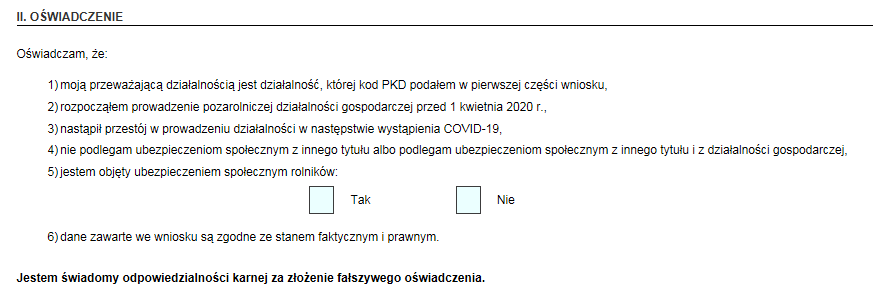 II. OŚWIADCZENIE
Oświadczam, że:
1) moją przeważającą działalnością jest działalność, której kod PKD podałem w pierwszej części wniosku,
2) rozpocząłem prowadzenie pozarolniczej działalności gospodarczej przed 1 kwietnia 2020 r.,
3) nastąpił przestój w prowadzeniu działalności w następstwie wystąpienia COVID-19,
4) nie podlegam ubezpieczeniom społecznym z innego tytułu albo podlegam ubezpieczeniom społecznym z innego tytułu i z działalności gospodarczej,
5) jestem objęty ubezpieczeniem społecznym rolników:
Tak Nie
6) dane zawarte we wniosku są zgodne ze stanem faktycznym i prawnym.
Jestem świadomy odpowiedzialności karnej za złożenie fałszywego oświadczenia.